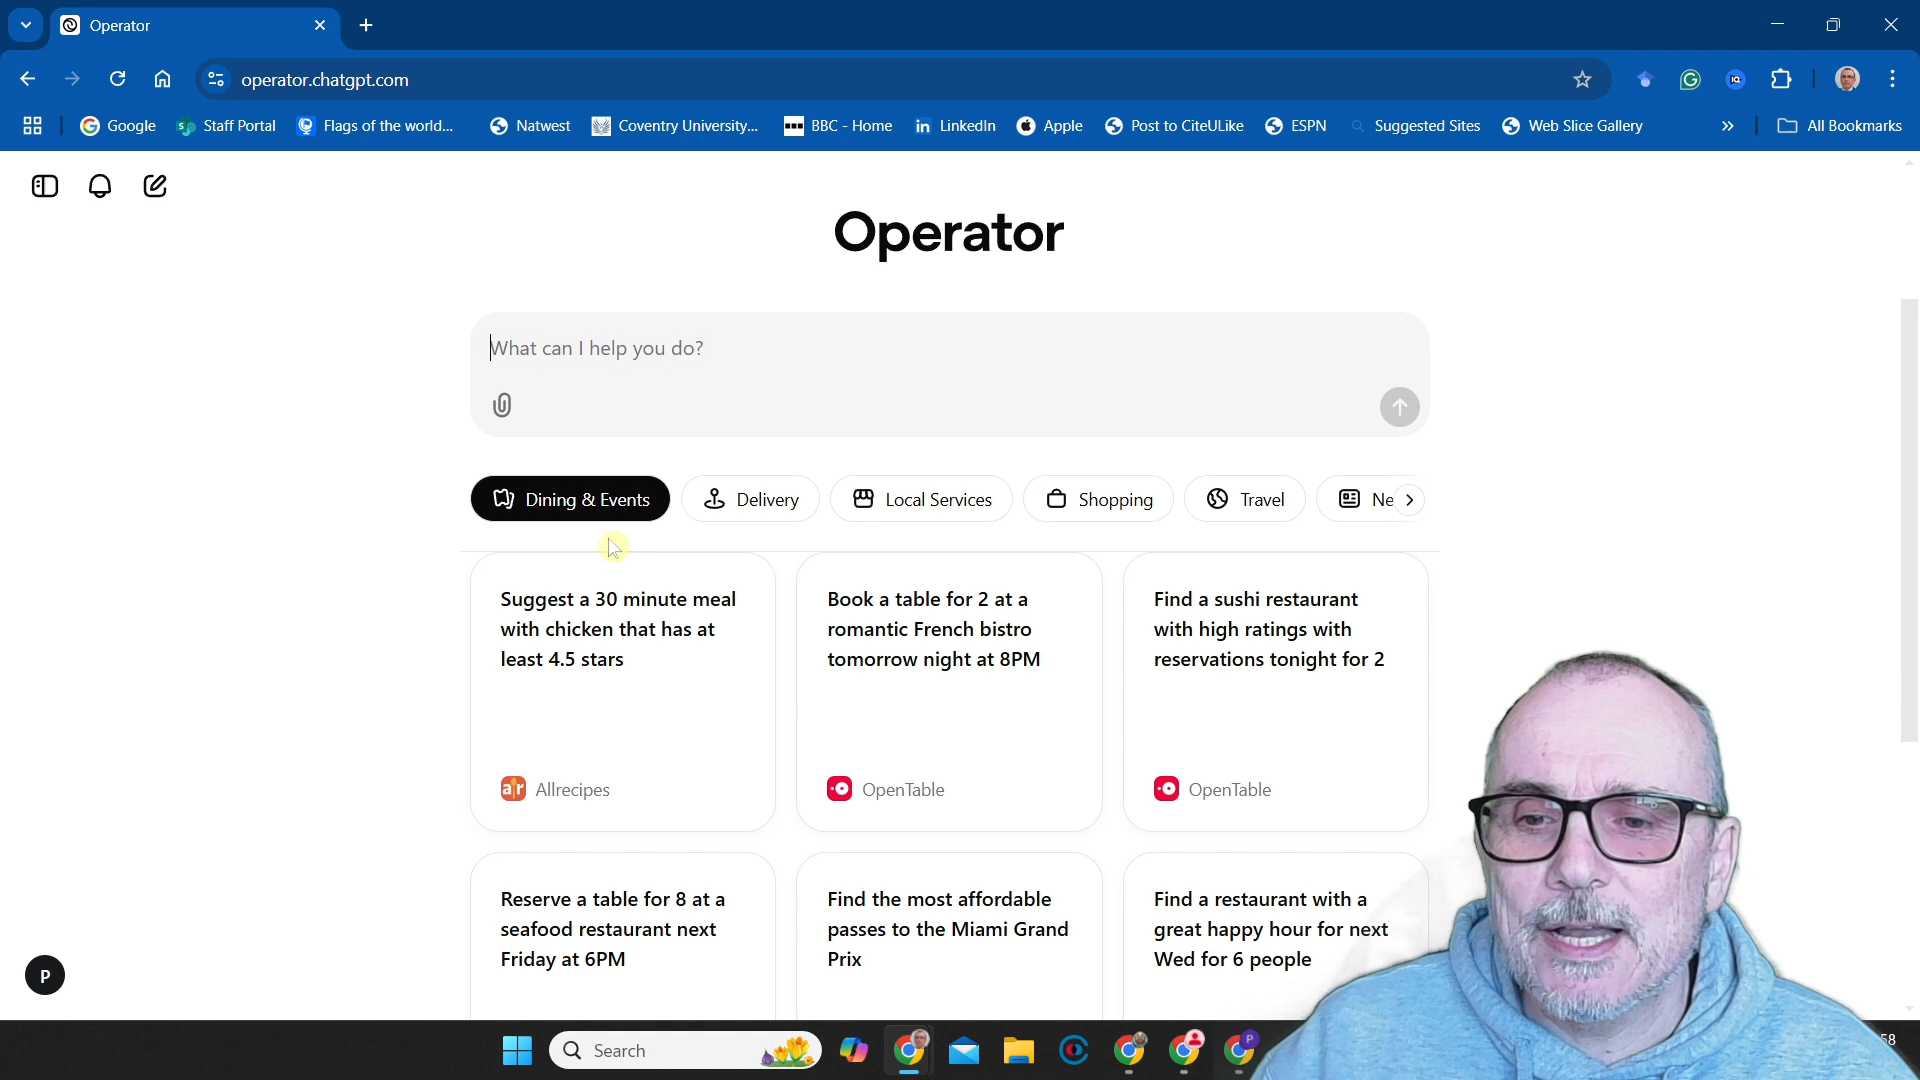 Operator
operator.chatgpt.com
Google
Staff Portal
Flags of the world...
Natwest
Coventry University...
BBC - Home
LinkedIn
Apple
Post to CiteULike
ESPN
Suggested Sites
Web Slice Gallery
All Bookmarks
Operator
What can I help you do?
Dining & Events
Delivery
Local Services
Shopping
Travel
Ne
Suggest a 30 minute meal
with chicken that has at
least 4.5 stars
Allrecipes
Book a table for 2 at a
romantic French bistro
tomorrow night at 8PM
OpenTable
Find a sushi restaurant
with high ratings with
reservations tonight for 2
OpenTable
Reserve a table for 8 at a
seafood restaurant next
Friday at 6PM
Find the most affordable
passes to the Miami Grand
Prix
Find a restaurant with a
great happy hour for next
Wed for 6 people
P
Search
58